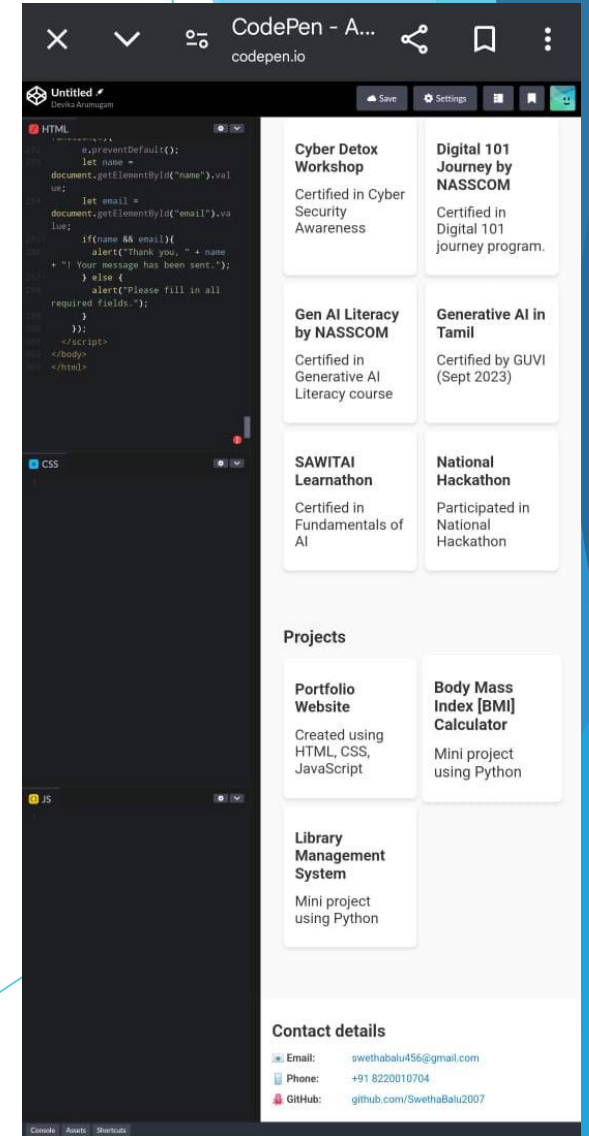 CodePen - A...
codepen.io
Untitled
Devika Arumugam
Save
Settings
HTML
e.preventDefault();
let name =
document.getElementById("name").val
ue;
let email =
document.getElementById("email").va
lue;
if(name && email){
alert("Thank you, " + name
+ "! Your message has been sent.");
} else {
alert("Please fill in all
required fields.");
}
});
</script>
</body>
</html>
CSS
JS
Cyber Detox
Workshop
Certified in Cyber
Security
Awareness
Digital 101
Journey by
NASSCOM
Certified in
Digital 101
journey program.
Gen AI Literacy
by NASSCOM
Certified in
Generative AI
Literacy course
Generative AI in
Tamil
Certified by GUVI
(Sept 2023)
SAWITAI
Learnathon
Certified in
Fundamentals of
AI
National
Hackathon
Participated in
National
Hackathon
Projects
Portfolio
Website
Created using
HTML, CSS,
JavaScript
Body Mass
Index [BMI]
Calculator
Mini project
using Python
Library
Management
System
Mini project
using Python
Contact details
Email: swethabalu456@gmail.com
Phone: +91 8220010704
GitHub: github.com/SwethaBalu2007
Console Assets Shortcuts